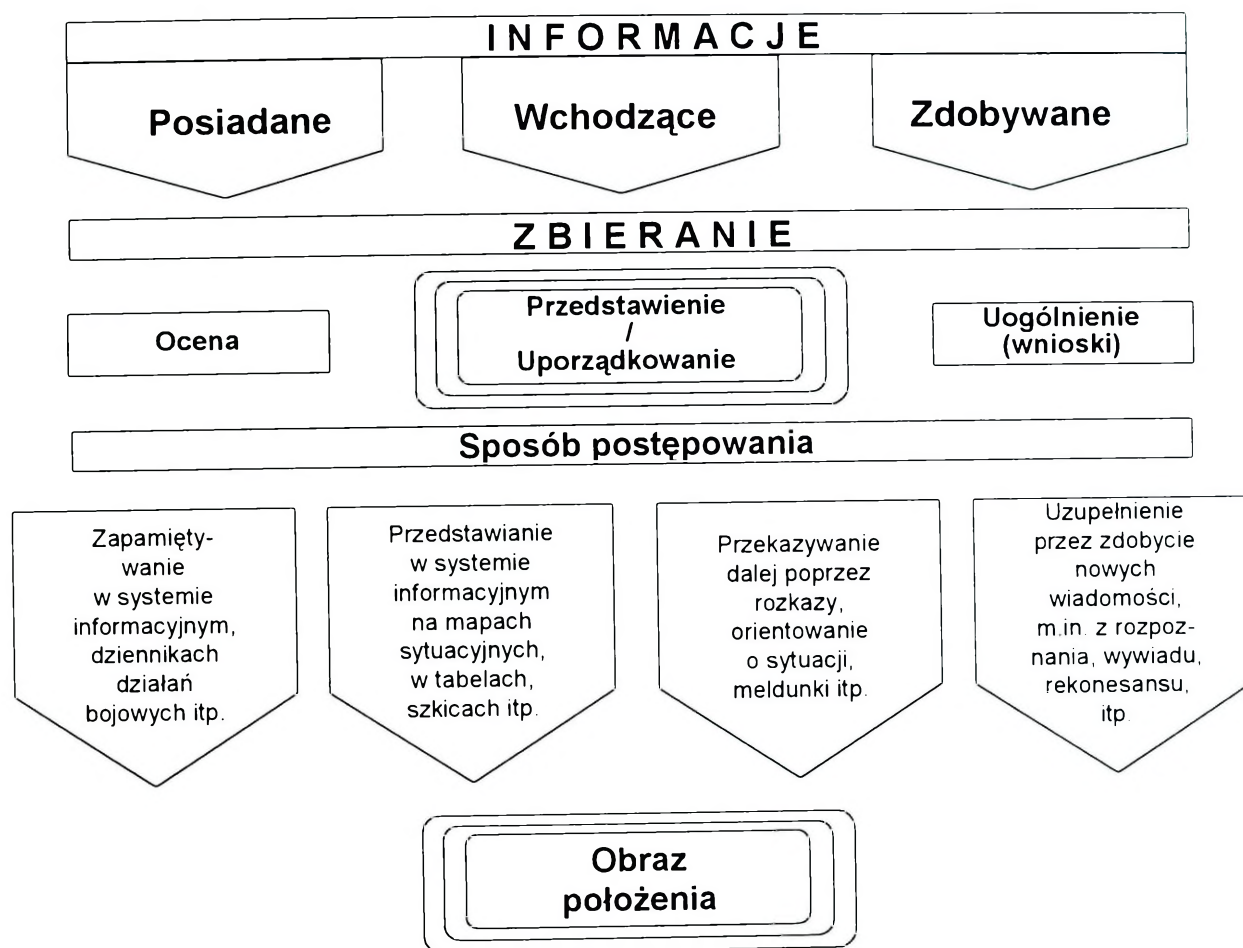 INFORMACJE
Posiadane
Wchodzące
Zdobywane
ZBIERANIE
Ocena
Przedstawienie
/
Uporządkowanie
Uogólnienie
(wnioski)
Sposób postępowania
Zapamięty-
wanie
w systemie
informacyjnym,
dziennikach
działań
bojowych itp.
Przedstawianie
w systemie
informacyjnym
na mapach
sytuacyjnych,
w tabelach,
szkicach itp.
Przekazywanie
dalej poprzez
rozkazy,
orientowanie
o sytuacji,
meldunki itp.
Uzupełnienie
przez zdobycie
nowych
wiadomości,
m.in. z rozpoz-
nania, wywiadu,
rekonesansu,
itp.
Obraz
położenia